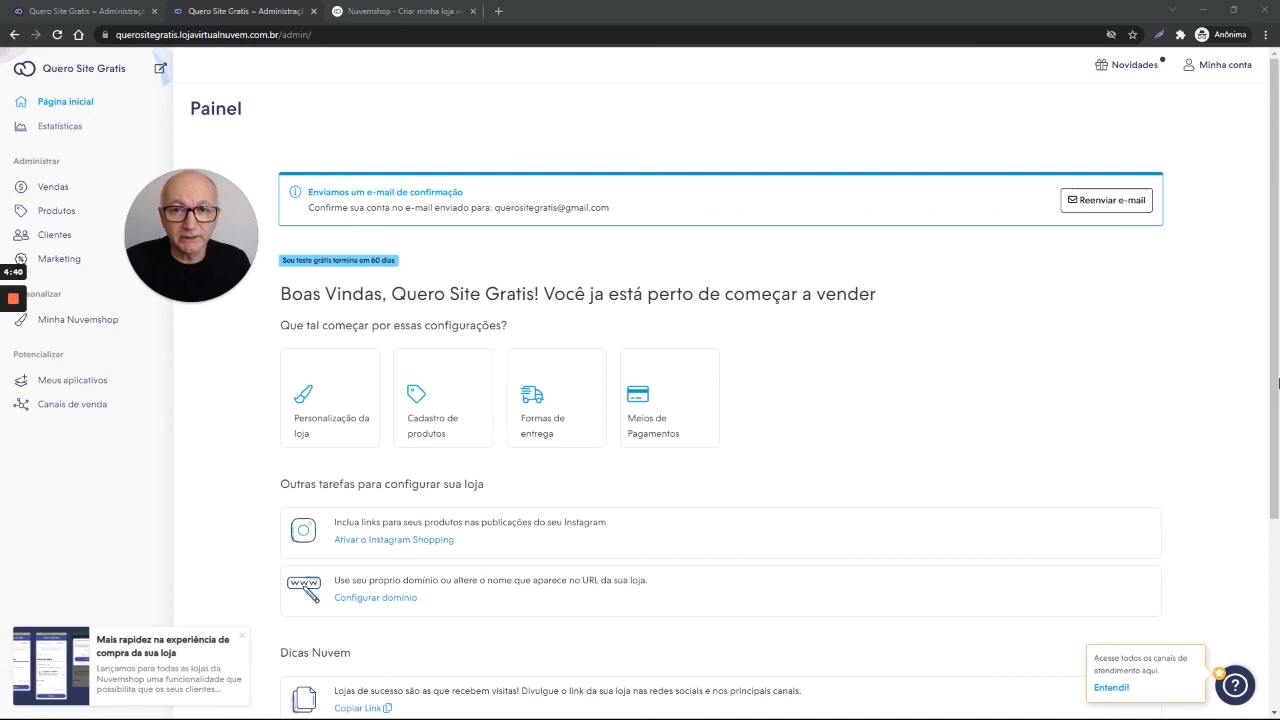 Quero Site Gratis ~ Administraçã
Quero Site Gratis ~ Administraçã
Nuvemshop - Criar minha loja vi
querositegratis.lojavirtualnuvem.com.br/admin/
Anônima
Quero Site Gratis
Novidades
Minha conta
Página inicial
Estatísticas
Administrar
Vendas
Produtos
Clientes
Marketing
4:40
sonalizar
Minha Nuvemshop
Potencializar
Meus aplicativos
Canais de venda
Painel
Enviamos um e-mail de confirmação
Confirme sua conta no e-mail enviado para: querositegratis@gmail.com
Reenviar e-mail
Seu teste grátis termina em 60 dias
Boas Vindas, Quero Site Gratis! Você ja está perto de começar a vender
Que tal começar por essas configurações?
Personalização da
loja
Cadastro de
produtos
Formas de
entrega
Meios de
Pagamentos
Outras tarefas para configurar sua loja
Inclua links para seus produtos nas publicações do seu Instagram
Ativar o Instagram Shopping
www
Use seu próprio domínio ou altere o nome que aparece no URL da sua loja.
Configurar domínio
Dicas Nuvem
Lojas de sucesso são as que recebem visitas! Divulgue o link da sua loja nas redes sociais e nos principais canais.
Copiar Link
Mais rapidez na experiência de
compra da sua loja
Lançamos para todas as lojas da
Nuvemshop uma funcionalidade que
possibilita que os seus clientes...
Acesse todos os canais de
atendimento aqui.
Entendi!